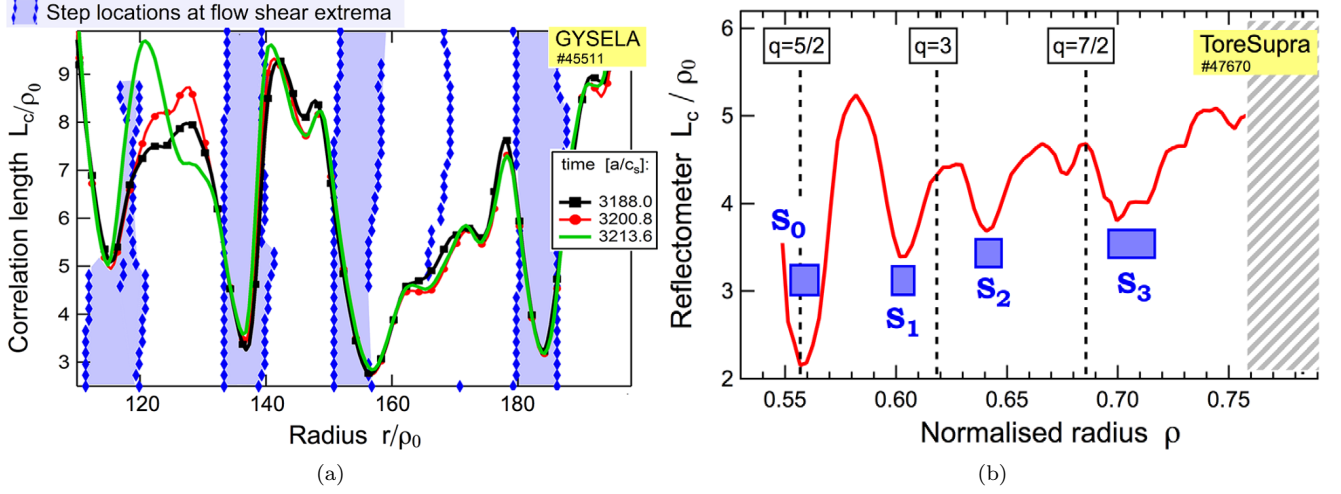 Step locations at flow shear extrema
GYSELA
#45511
Correlation length L_c/ρ_0
9
8
7
6
5
4
3
time [a/c_s]:
3188.0
3200.8
3213.6
120
140
160
180
Radius r/ρ_0
(a)
q=5/2
q=3
q=7/2
ToreSupra
#47670
Reflectometer L_c / ρ_0
6
5
4
3
2
S_0
S_1
S_2
S_3
0.55
0.60
0.65
0.70
0.75
Normalised radius ρ
(b)